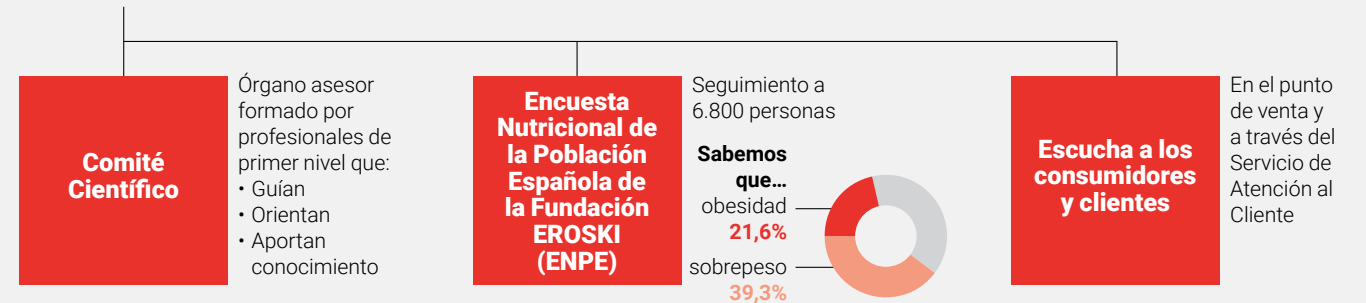 Comité
Científico
Órgano asesor
formado por
profesionales de
primer nivel que:
• Guían
• Orientan
• Aportan
conocimiento
Encuesta
Nutricional de
la Población
Española de
la Fundación
EROSKI
(ENPE)
Seguimiento a
6.800 personas
Sabemos
que...
obesidad
21,6%
sobrepeso
39,3%
Escucha a los
consumidores
y clientes
En el punto
de venta y
a través del
Servicio de
Atención al
Cliente